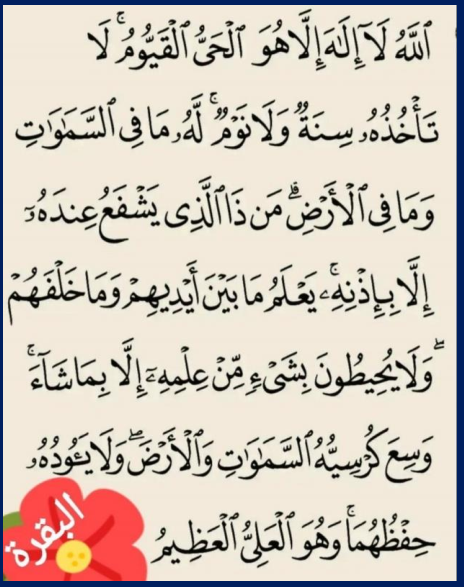 ٱللَّهُ لَآ إِلَٰهَ إِلَّا هُوَ ٱلْحَىُّ ٱلْقَيُّومُ ۚ لَا
تَأْخُذُهُۥ سِنَةٌ وَلَا نَوْمٌ ۚ لَّهُۥ مَا فِى ٱلسَّمَٰوَٰتِ
وَمَا فِى ٱلْأَرْضِ ۗ مَن ذَا ٱلَّذِى يَشْفَعُ عِندَهُۥٓ
إِلَّا بِإِذْنِهِۦ ۚ يَعْلَمُ مَا بَيْنَ أَيْدِيهِمْ وَمَا خَلْفَهُمْ
ۖ وَلَا يُحِيطُونَ بِشَىْءٍ مِّنْ عِلْمِهِۦٓ إِلَّا بِمَا شَآءَ ۚ
وَسِعَ كُرْسِيُّهُ ٱلسَّمَٰوَٰتِ وَٱلْأَرْضَ ۖ وَلَا يَـُٔودُهُۥ
حِفْظُهُمَا ۚ وَهُوَ ٱلْعَلِىُّ ٱلْعَظِيمُ
البقرة